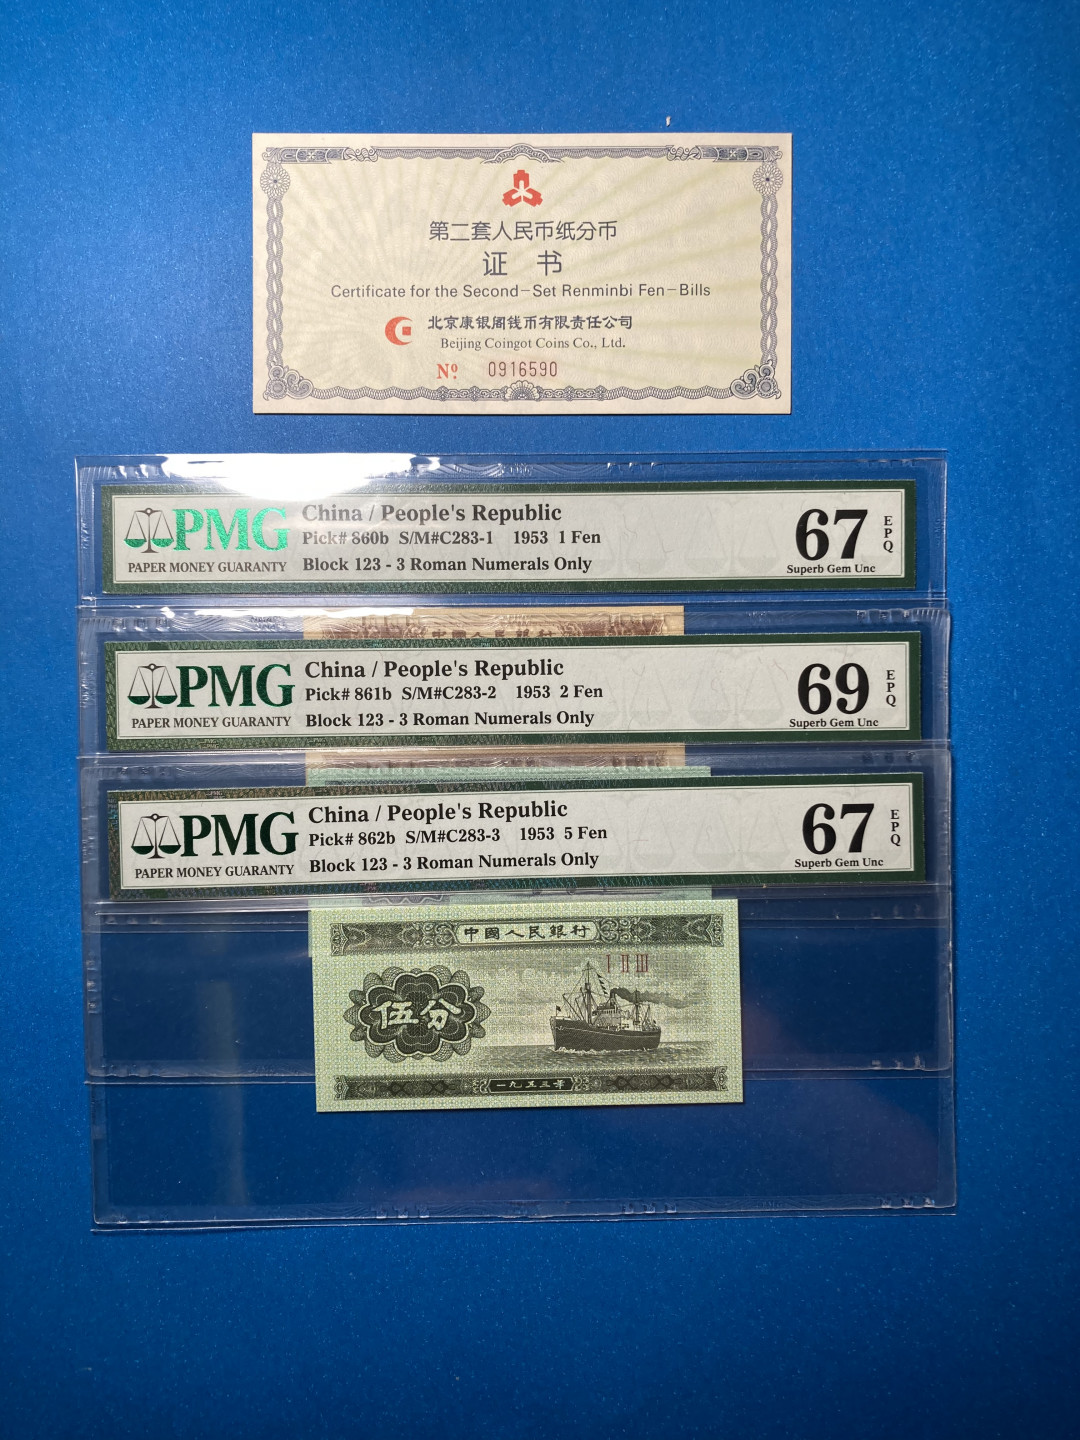 第二套人民币纸分币
证 书
Certificate for the Second-Set Renminbi Fen-Bills
北京康银阁钱币有限责任公司
Beijing Coingot Coins Co., Ltd.
Nº 0916590
PMG
PAPER MONEY GUARANTY
China / People's Republic
Pick# 860b S/M#C283-1 1953 1 Fen
Block 123 - 3 Roman Numerals Only
67
EPQ
Superb Gem Unc
中國人民銀行
PMG
PAPER MONEY GUARANTY
China / People's Republic
Pick# 861b S/M#C283-2 1953 2 Fen
Block 123 - 3 Roman Numerals Only
69
EPQ
Superb Gem Unc
PMG
PAPER MONEY GUARANTY
China / People's Republic
Pick# 862b S/M#C283-3 1953 5 Fen
Block 123 - 3 Roman Numerals Only
67
EPQ
Superb Gem Unc
中國人民銀行
I II III
伍分
一九五三年